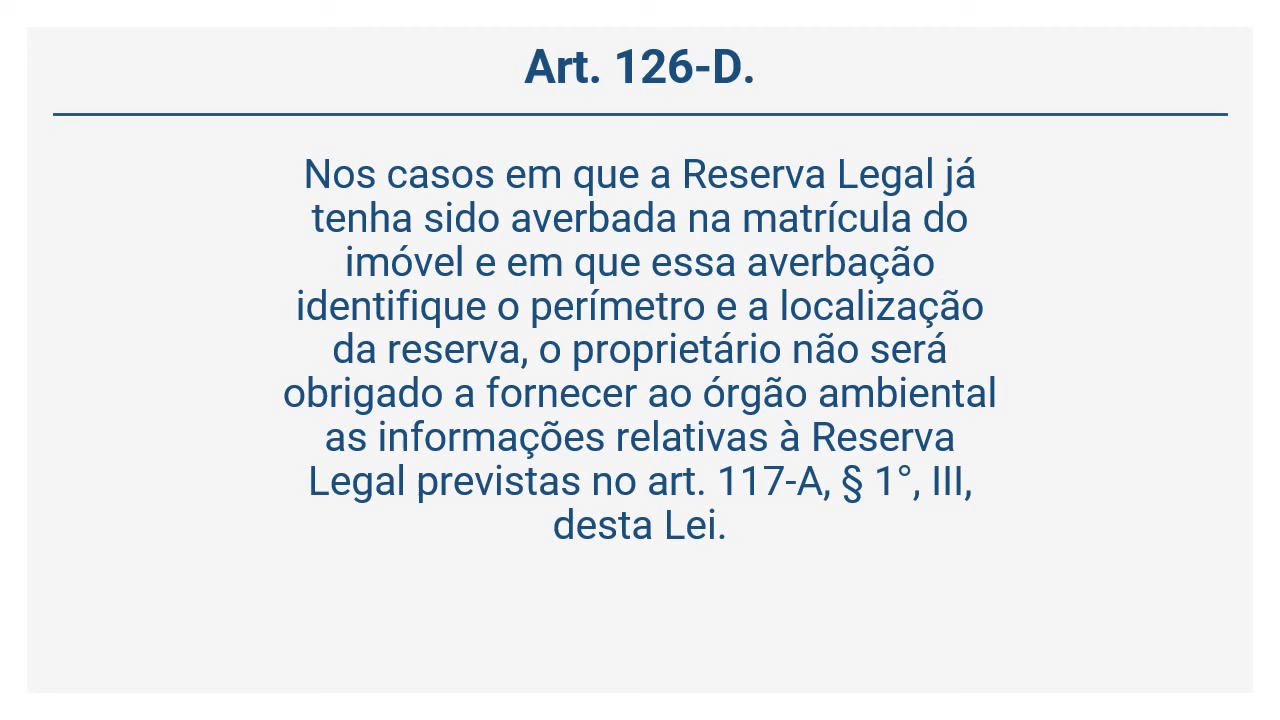 Art. 126-D.
Nos casos em que a Reserva Legal já
tenha sido averbada na matrícula do
imóvel e em que essa averbação
identifique o perímetro e a localização
da reserva, o proprietário não será
obrigado a fornecer ao órgão ambiental
as informações relativas à Reserva
Legal previstas no art. 117-A, § 1°, III,
desta Lei.